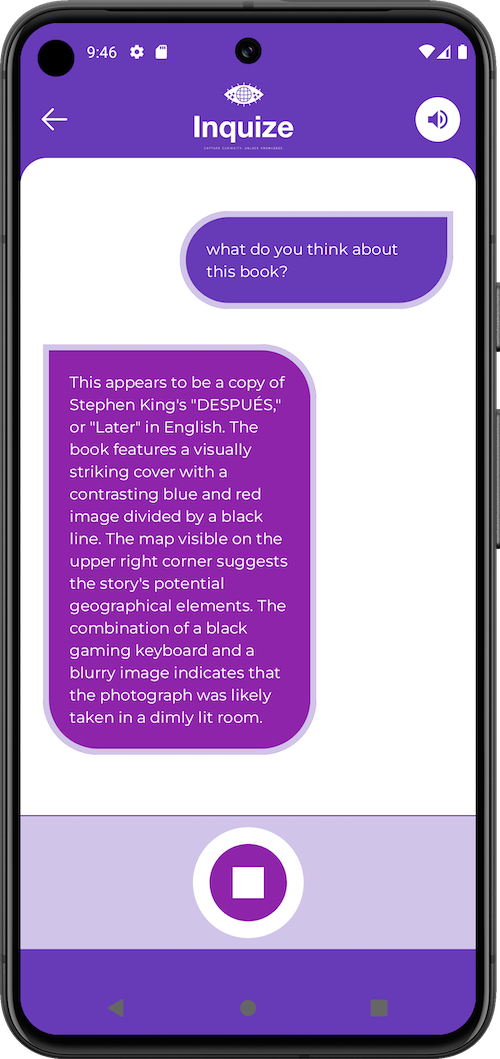 9:46
Inquize
CAPTURE CURIOSITY, UNLOCK KNOWLEDGE.
what do you think about
this book?
This appears to be a copy of
Stephen King's "DESPUÉS,"
or "Later" in English. The
book features a visually
striking cover with a
contrasting blue and red
image divided by a black
line. The map visible on the
upper right corner suggests
the story's potential
geographical elements. The
combination of a black
gaming keyboard and a
blurry image indicates that
the photograph was likely
taken in a dimly lit room.